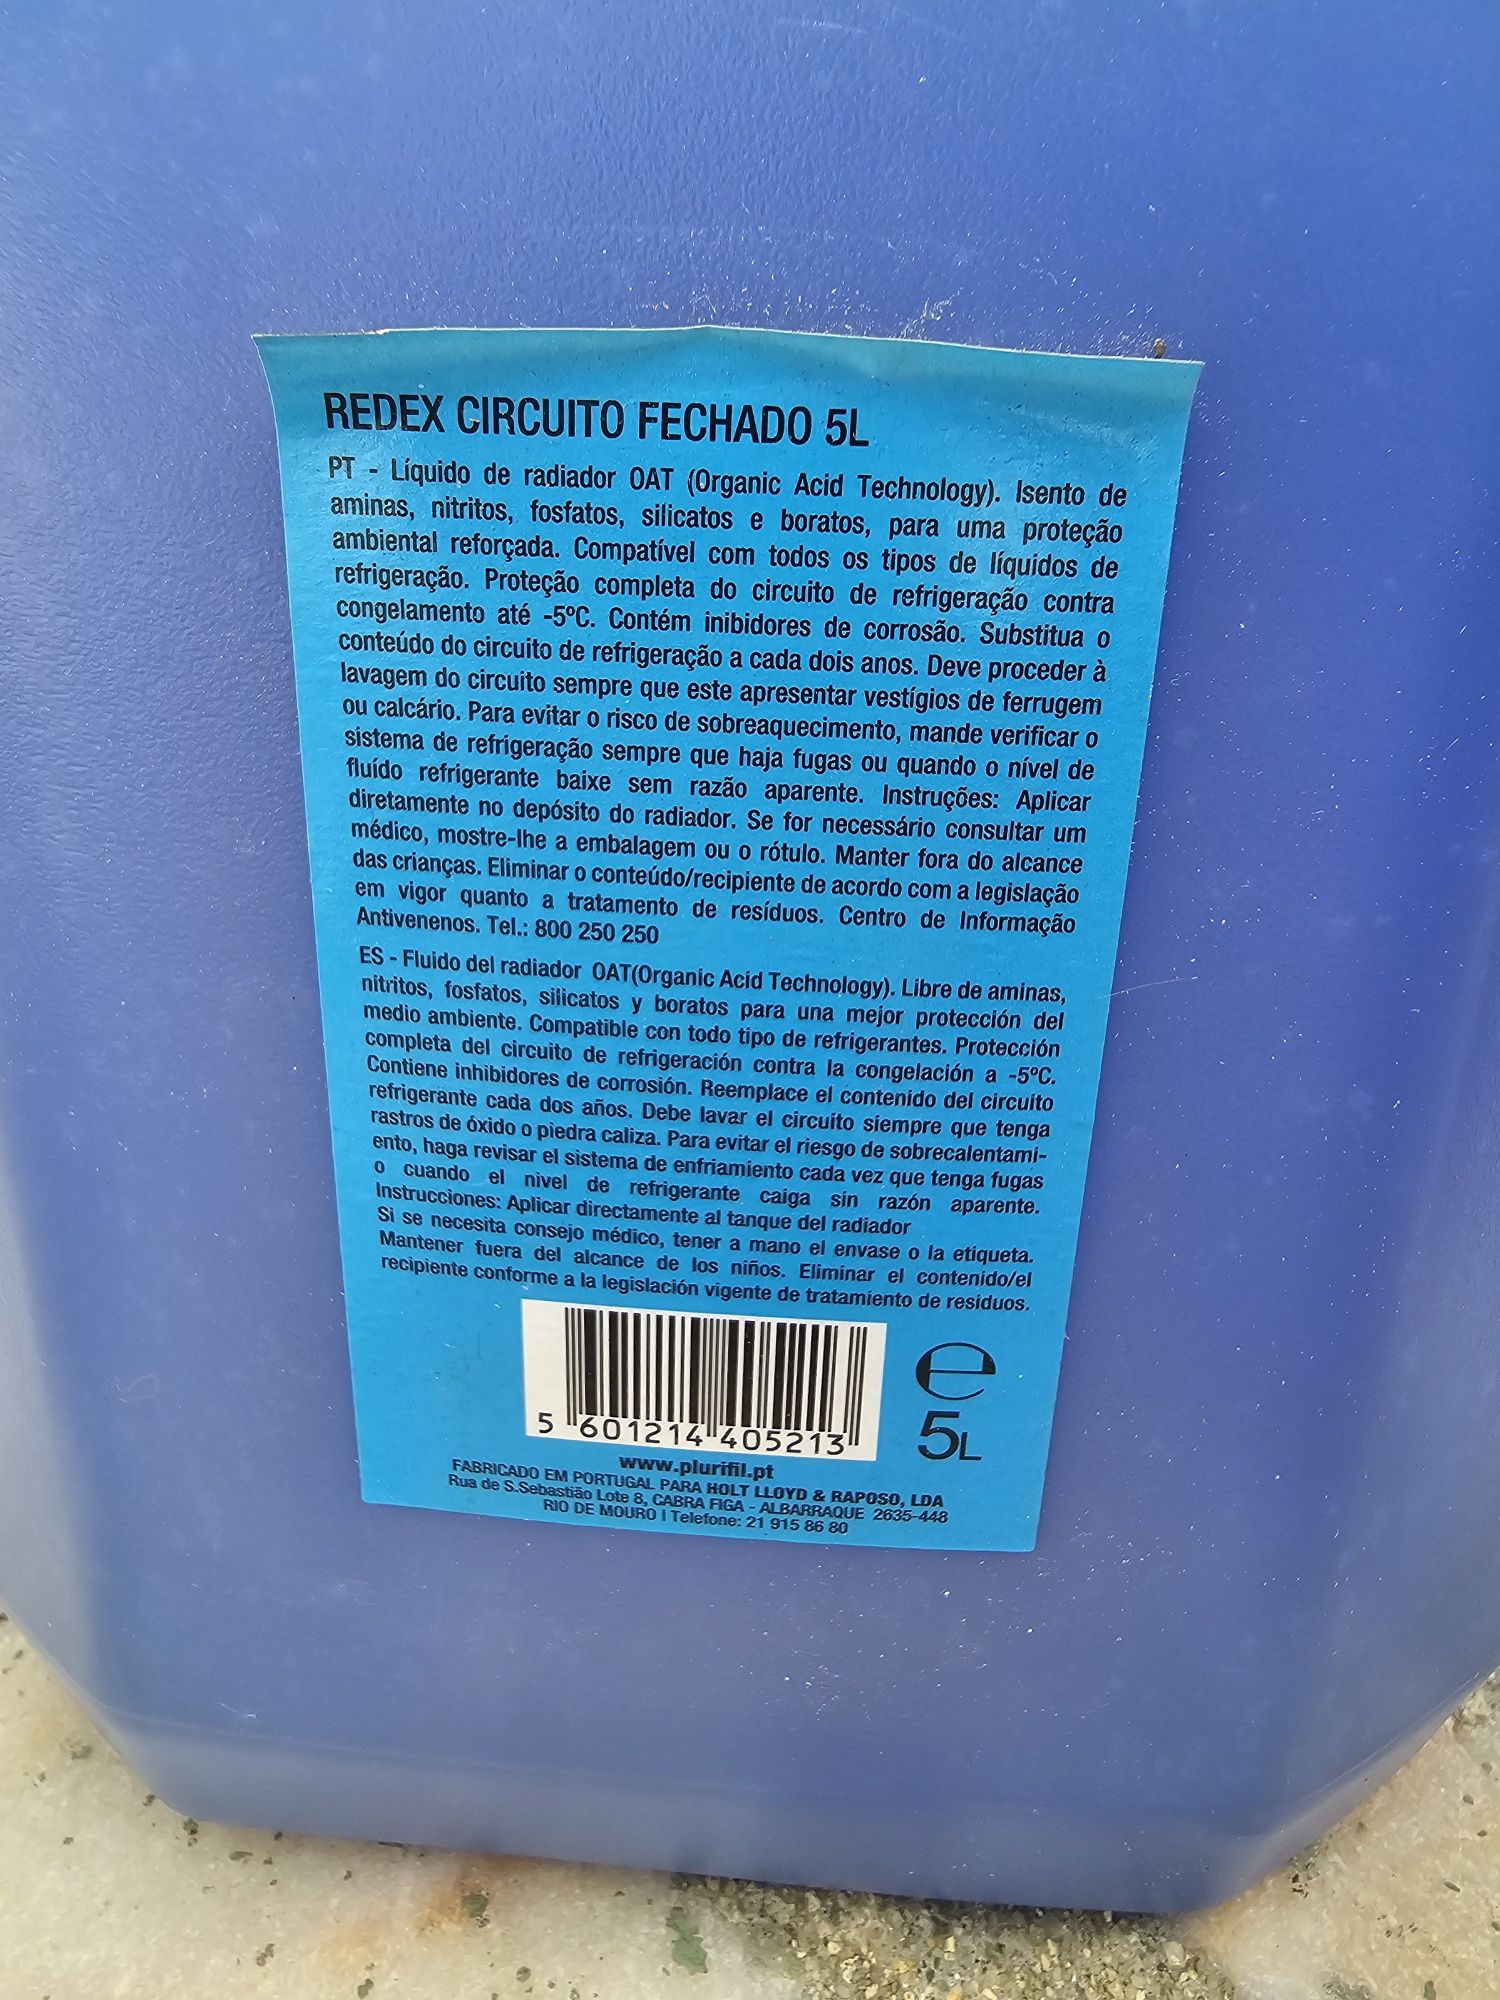 REDEX CIRCUITO FECHADO 5L
PT - Líquido de radiador OAT (Organic Acid Technology). Isento de
aminas, nitritos, fosfatos, silicatos e boratos, para uma proteção
ambiental reforçada. Compatível com todos os tipos de líquidos de
refrigeração. Proteção completa do circuito de refrigeração contra
congelamento até -5ºC. Contém inibidores de corrosão. Substitua o
conteúdo do circuito de refrigeração a cada dois anos. Deve proceder à
lavagem do circuito sempre que este apresentar vestígios de ferrugem
ou calcário. Para evitar o risco de sobreaquecimento, mande verificar o
sistema de refrigeração sempre que haja fugas ou quando o nível de
fluído refrigerante baixe sem razão aparente. Instruções: Aplicar
diretamente no depósito do radiador. Se for necessário consultar um
médico, mostre-lhe a embalagem ou o rótulo. Manter fora do alcance
das crianças. Eliminar o conteúdo/recipiente de acordo com a legislação
em vigor quanto a tratamento de resíduos. Centro de Informação
Antivenenos. Tel.: 800 250 250
ES - Fluido del radiador OAT(Organic Acid Technology). Libre de aminas,
nitritos, fosfatos, silicatos y boratos para una mejor protección del
medio ambiente. Compatible con todo tipo de refrigerantes. Protección
completa del circuito de refrigeración contra la congelación a -5ºC.
Contiene inhibidores de corrosión. Reemplace el contenido del circuito
refrigerante cada dos años. Debe lavar el circuito siempre que tenga
rastros de óxido o piedra caliza. Para evitar el riesgo de sobrecalentami-
ento, haga revisar el sistema de enfriamiento cada vez que tenga fugas
o cuando el nivel de refrigerante caiga sin razón aparente.
Instrucciones: Aplicar directamente al tanque del radiador
Si se necesita consejo médico, tener a mano el envase o la etiqueta.
Mantener fuera del alcance de los niños. Eliminar el contenido/el
recipiente conforme a la legislación vigente de tratamiento de residuos.
5 601214 405213
e
5L
www.plurifil.pt
FABRICADO EM PORTUGAL PARA HOLT LLOYD & RAPOSO, LDA
Rua de S.Sebastião Lote 8, CABRA FIGA - ALBARRAQUE 2635-448
RIO DE MOURO I Telefone: 21 915 86 80